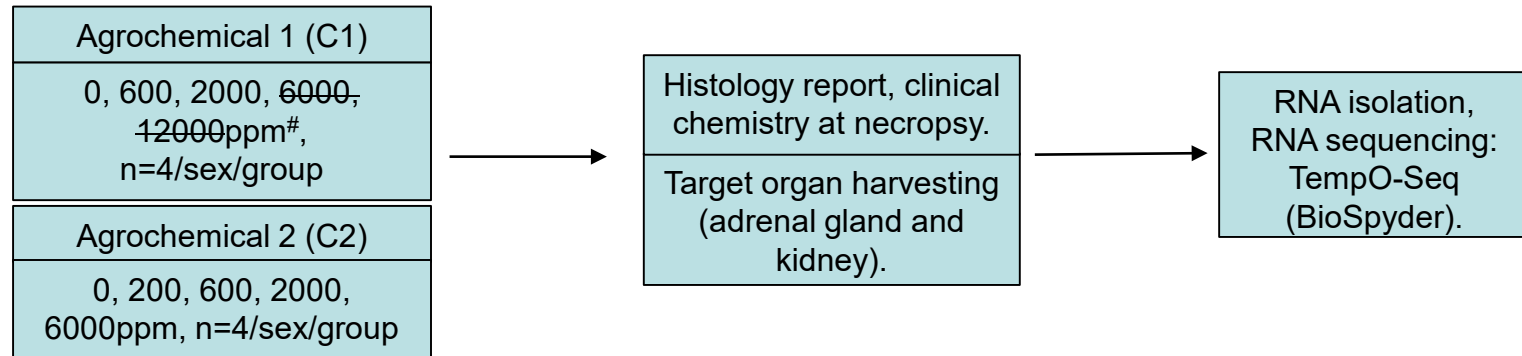 Agrochemical 1 (C1)
0, 600, 2000, 6000,
12000ppm#,
n=4/sex/group
Agrochemical 2 (C2)
0, 200, 600, 2000,
6000ppm, n=4/sex/group
Histology report, clinical
chemistry at necropsy.
Target organ harvesting
(adrenal gland and
kidney).
RNA isolation,
RNA sequencing:
TempO-Seq
(BioSpyder).